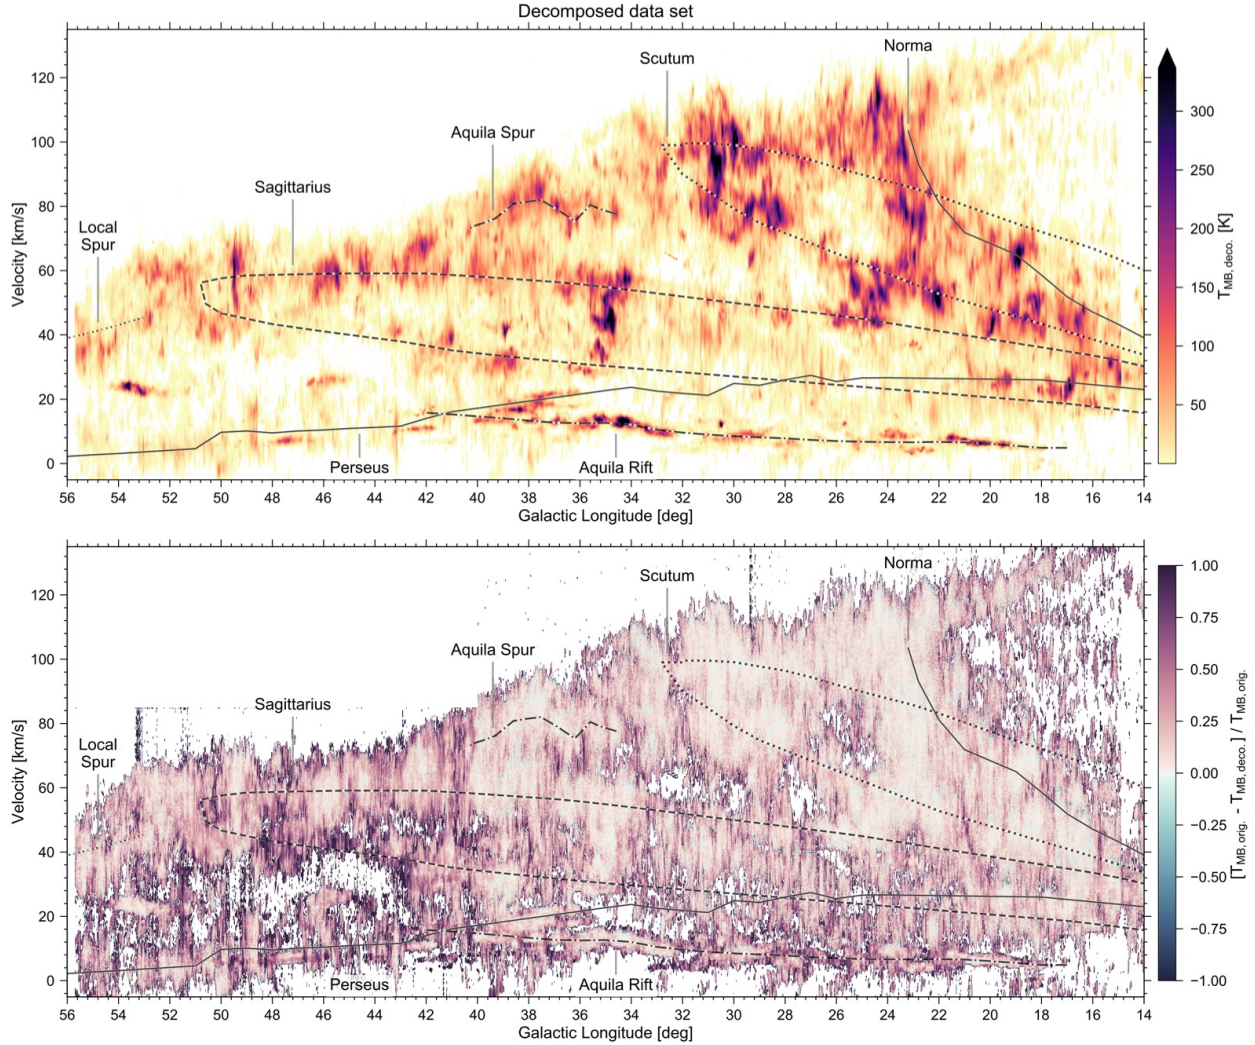 Decomposed data set
Norma
Scutum
Aquila Spur
Sagittarius
Local
Spur
Perseus
Aquila Rift
120
100
80
60
40
20
0
Velocity [km/s]
56 54 52 50 48 46 44 42 40 38 36 34 32 30 28 26 24 22 20 18 16 14
Galactic Longitude [deg]
300
250
200
150
100
50
T_MB, deco. [K]
Norma
Scutum
Aquila Spur
Sagittarius
Local
Spur
Perseus
Aquila Rift
120
100
80
60
40
20
0
Velocity [km/s]
56 54 52 50 48 46 44 42 40 38 36 34 32 30 28 26 24 22 20 18 16 14
Galactic Longitude [deg]
1.00
0.75
0.50
0.25
0.00
−0.25
−0.50
−0.75
−1.00
[T_MB, orig. - T_MB, deco.] / T_MB, orig.